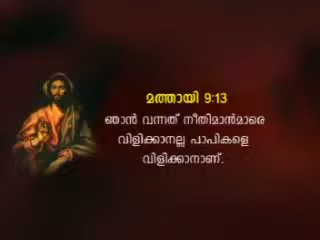 മത്തായി 9:13
ഞാൻ വന്നത് നീതിമാൻമാരെ
വിളിക്കാനല്ല പാപികളെ
വിളിക്കാനാണ്.